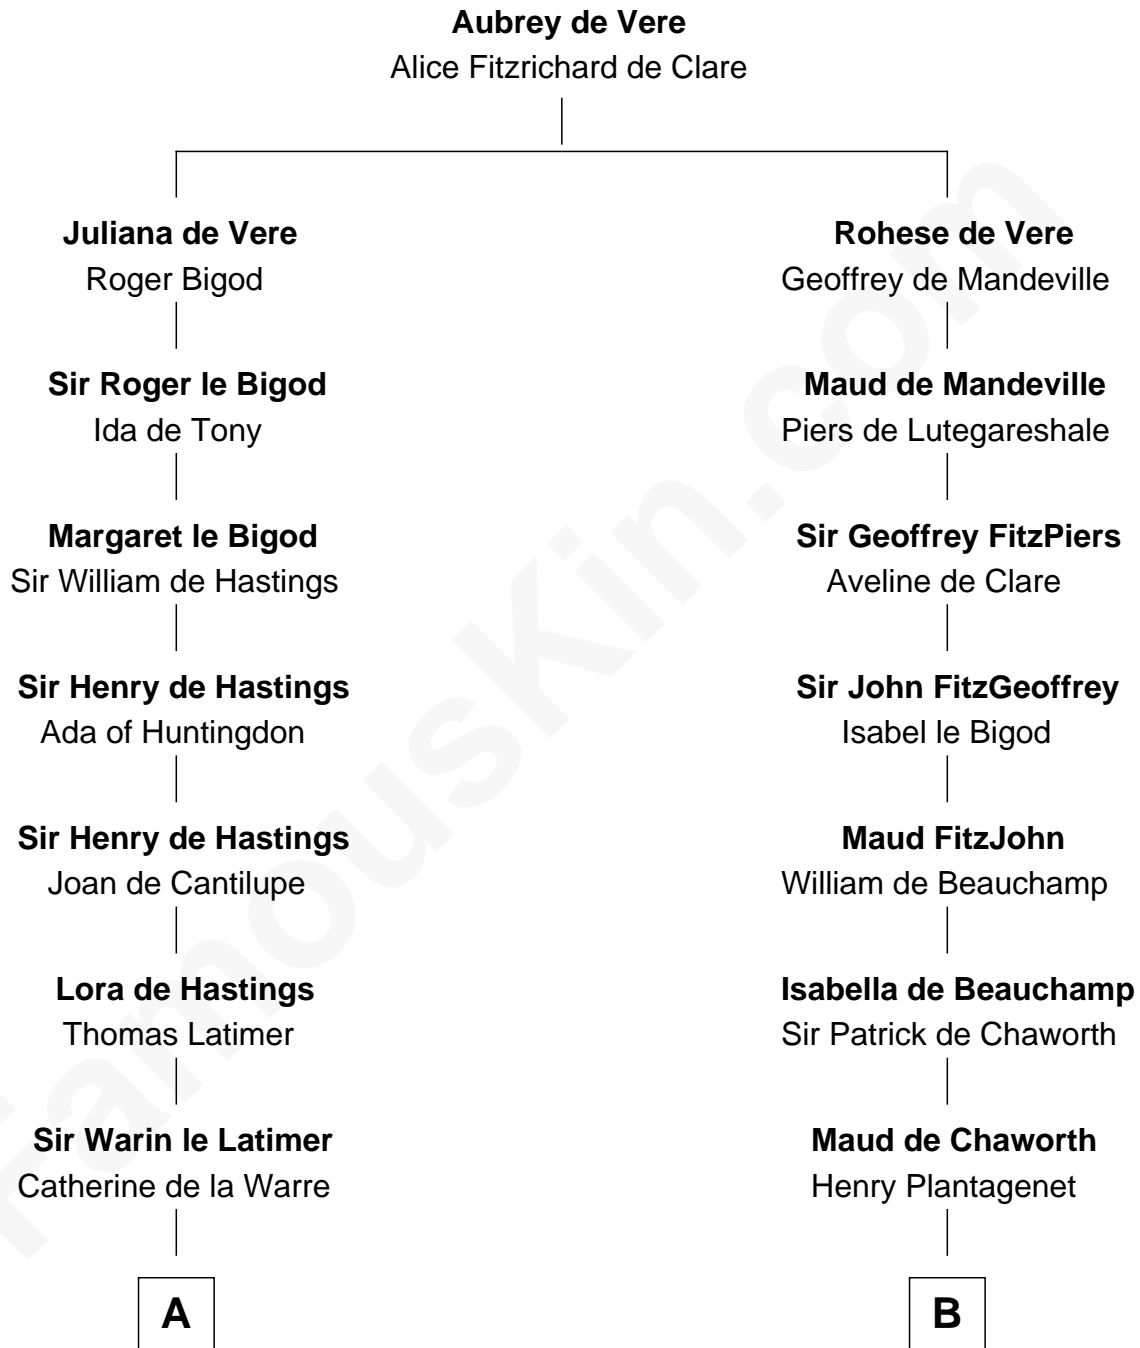 Aubrey de Vere
Alice Fitzrichard de Clare
Juliana de Vere
Roger Bigod
Rohese de Vere
Geoffrey de Mandeville
Sir Roger le Bigod
Ida de Tony
Maud de Mandeville
Piers de Lutegareshale
Margaret le Bigod
Sir William de Hastings
Sir Geoffrey FitzPiers
Aveline de Clare
Sir Henry de Hastings
Ada of Huntingdon
Sir John FitzGeoffrey
Isabel le Bigod
Sir Henry de Hastings
Joan de Cantilupe
Maud FitzJohn
William de Beauchamp
Lora de Hastings
Thomas Latimer
Isabella de Beauchamp
Sir Patrick de Chaworth
Sir Warin le Latimer
Catherine de la Warre
Maud de Chaworth
Henry Plantagenet
A
B
FamousKin.com